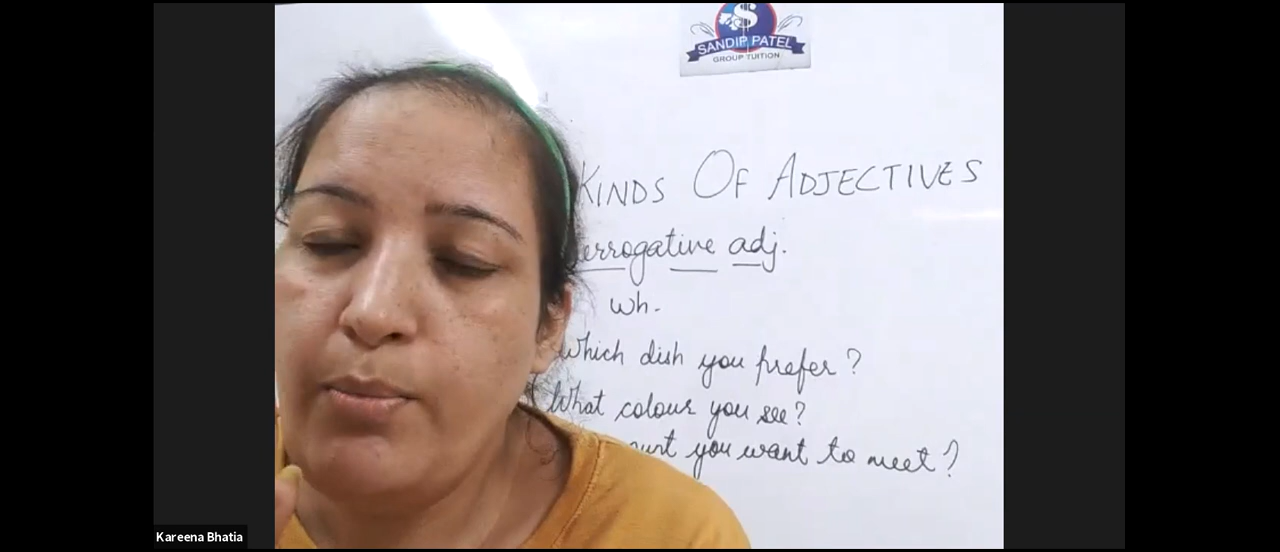 $
SANDIP PATEL
GROUP TUITION
KINDS OF ADJECTIVES
errogative adj.
wh.
Which dish you prefer?
What colour you see?
you want to meet?
Kareena Bhatia